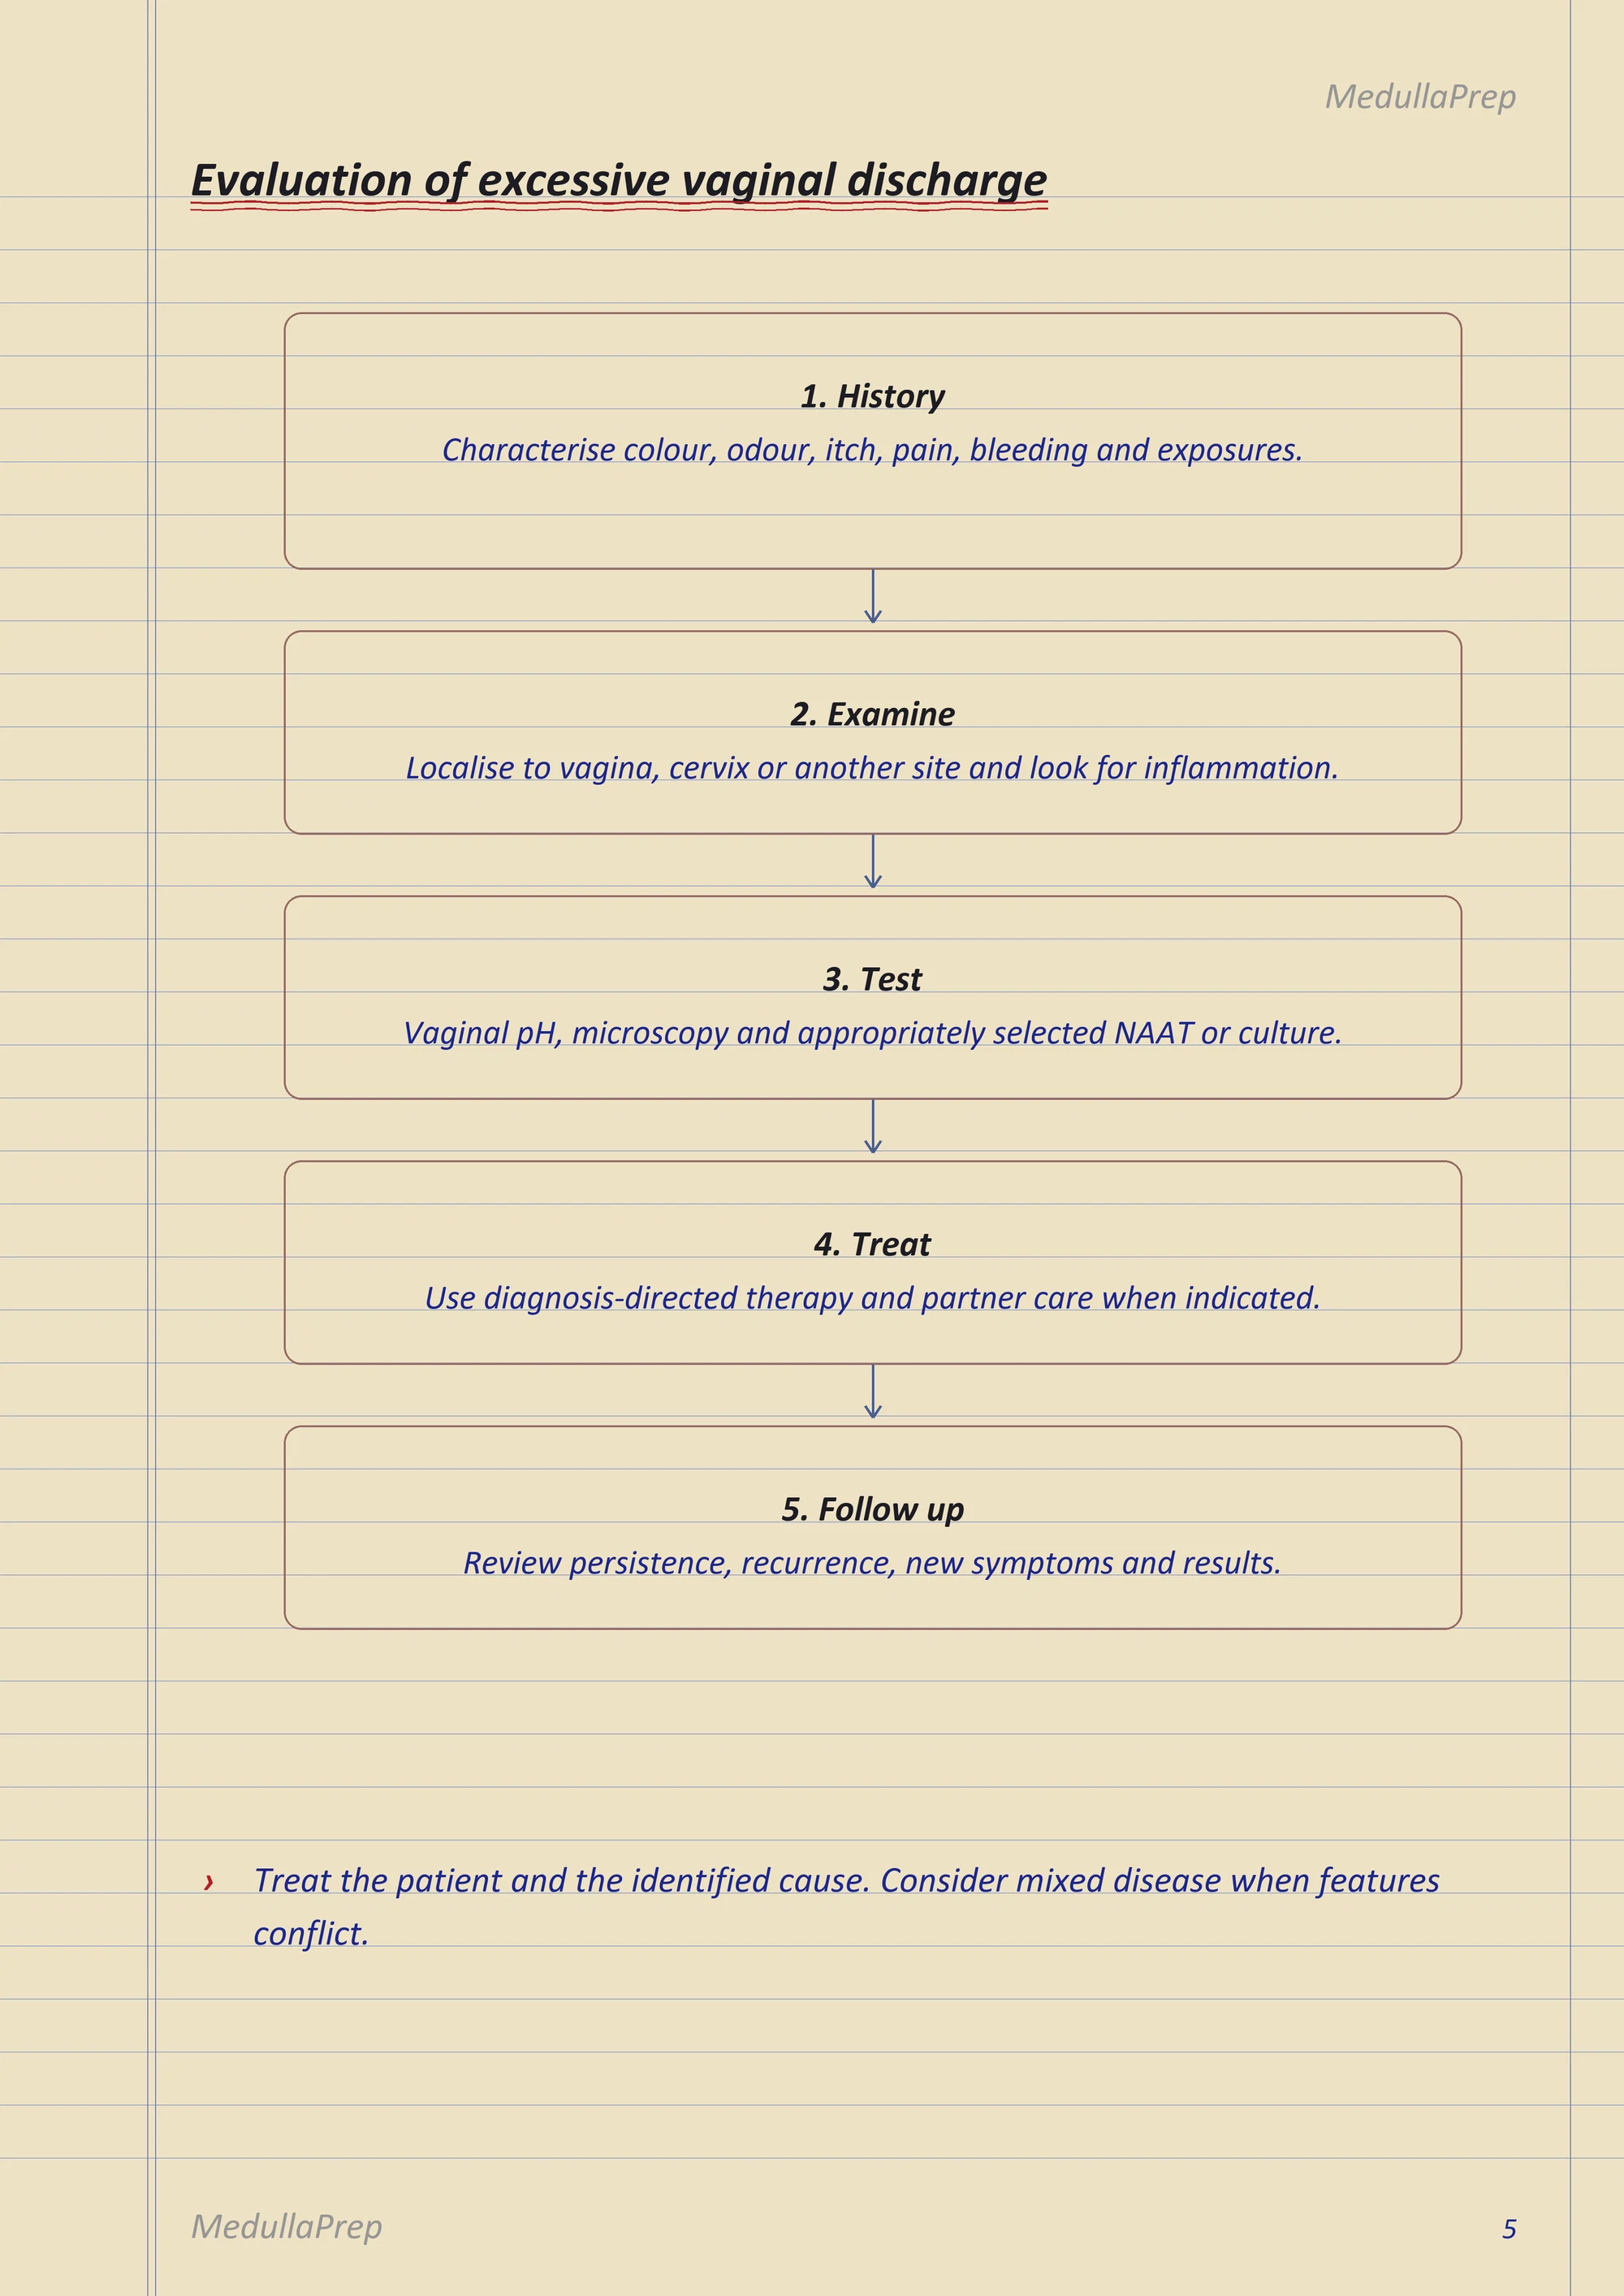 MedullaPrep
Evaluation of excessive vaginal discharge
1. History
Characterise colour, odour, itch, pain, bleeding and exposures.
2. Examine
Localise to vagina, cervix or another site and look for inflammation.
3. Test
Vaginal pH, microscopy and appropriately selected NAAT or culture.
4. Treat
Use diagnosis-directed therapy and partner care when indicated.
5. Follow up
Review persistence, recurrence, new symptoms and results.
› Treat the patient and the identified cause. Consider mixed disease when features
conflict.
MedullaPrep
5